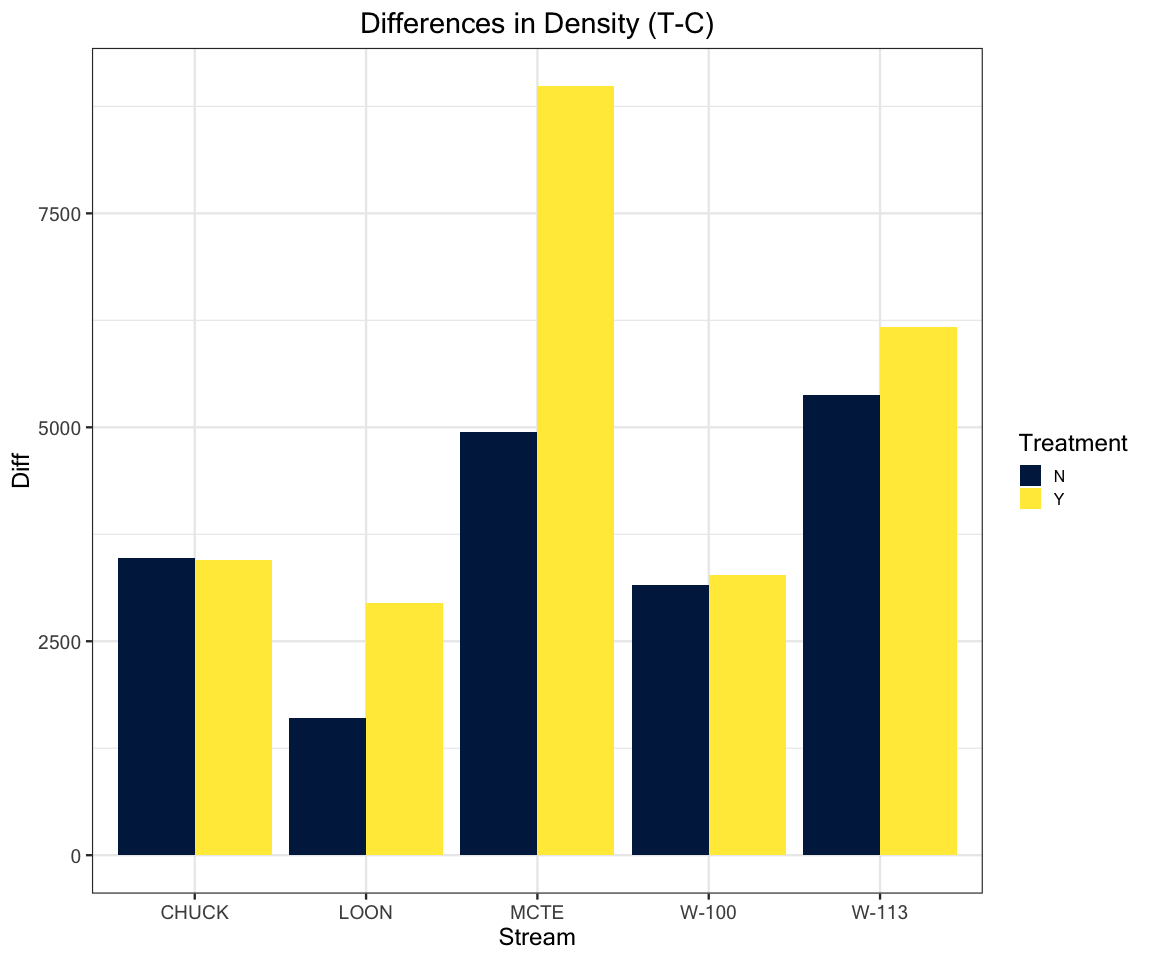 Differences in Density (T-C)
Diff
7500
5000
2500
0
CHUCK
LOON
MCTE
W-100
W-113
Stream
Treatment
N
Y